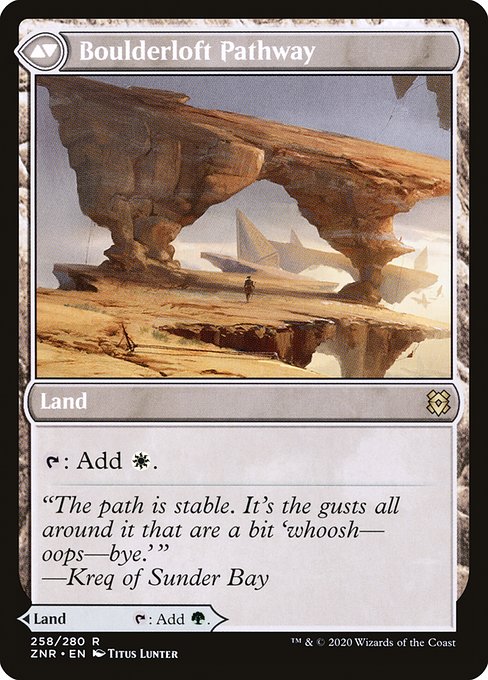 Boulderloft Pathway
Land
: Add .
“The path is stable. It’s the gusts all
around it that are a bit ‘whoosh—
oops—bye.’ ”
—Kreq of Sunder Bay
Land : Add .
258/280 R
ZNR • EN Titus Lunter ™ & © 2020 Wizards of the Coast